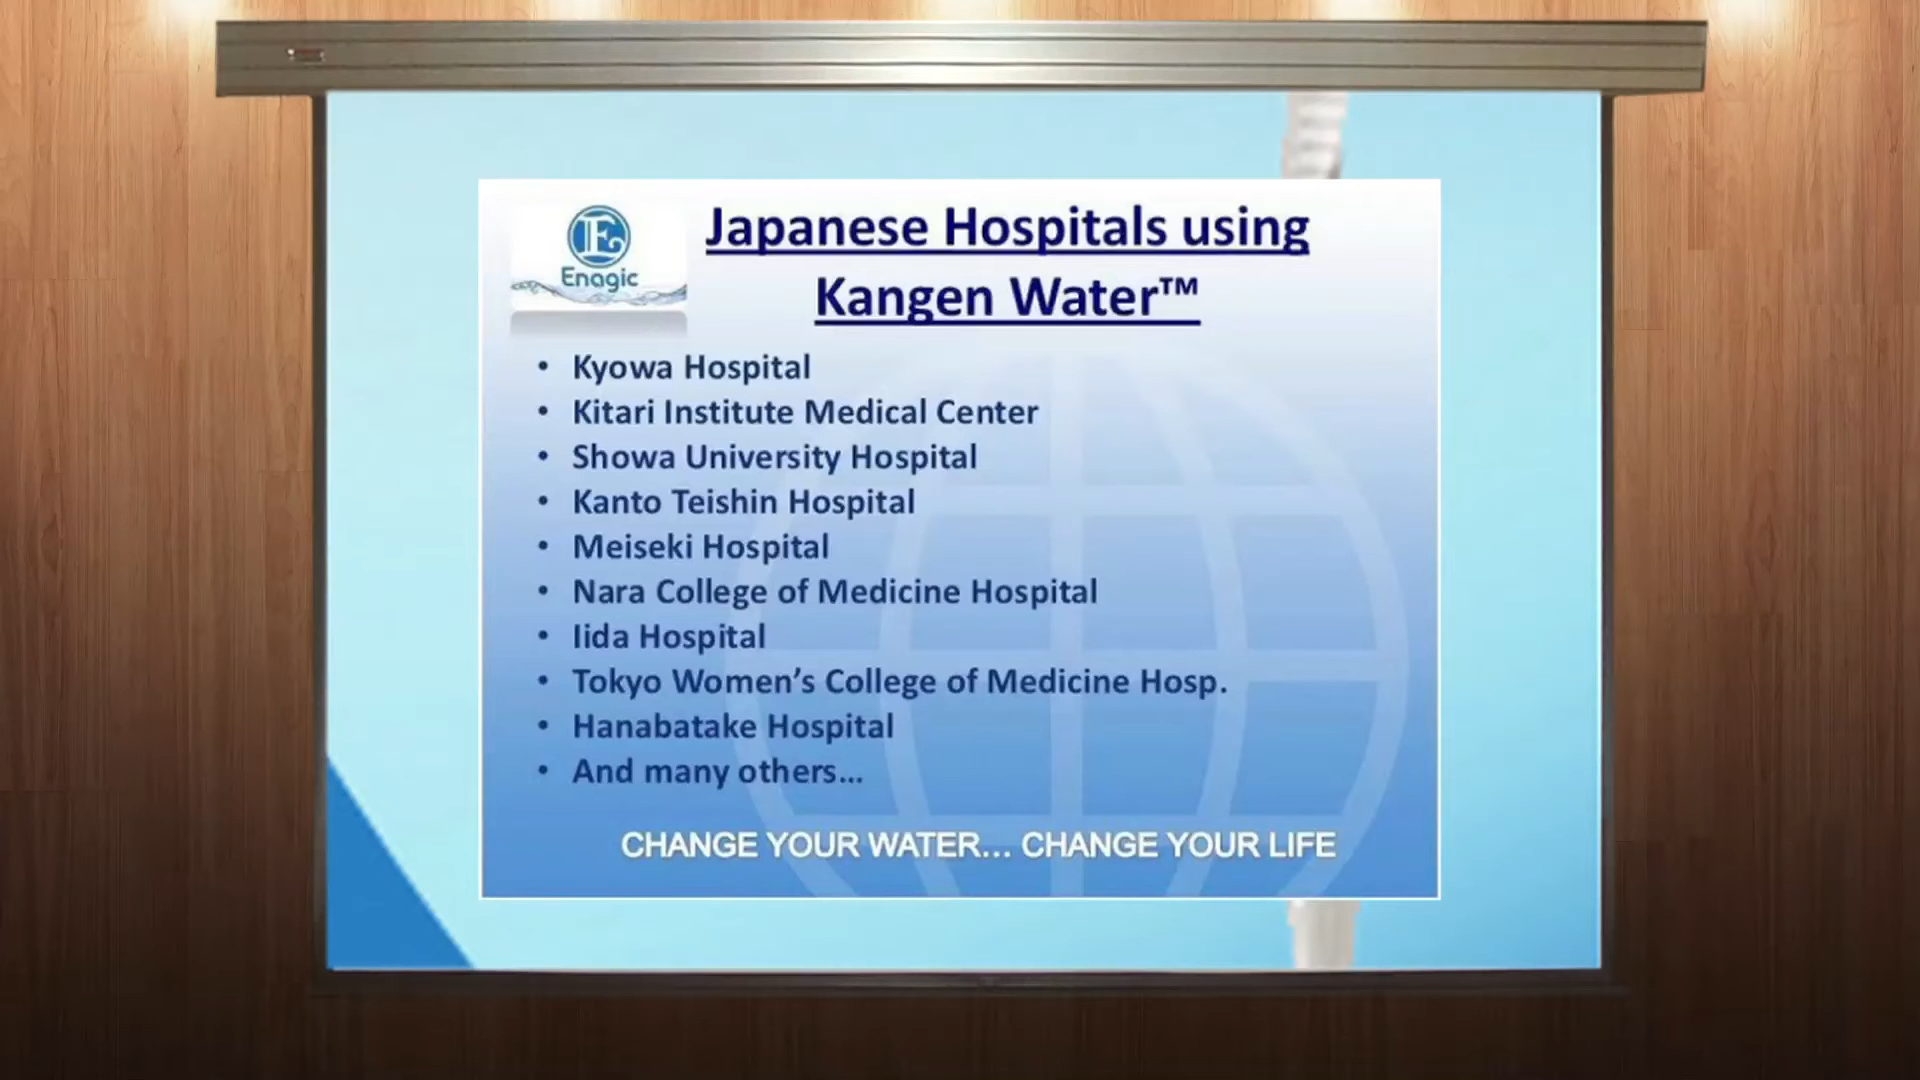 Enagic
Japanese Hospitals using
Kangen Water™
• Kyowa Hospital
• Kitari Institute Medical Center
• Showa University Hospital
• Kanto Teishin Hospital
• Meiseki Hospital
• Nara College of Medicine Hospital
• Iida Hospital
• Tokyo Women’s College of Medicine Hosp.
• Hanabatake Hospital
• And many others...
CHANGE YOUR WATER... CHANGE YOUR LIFE